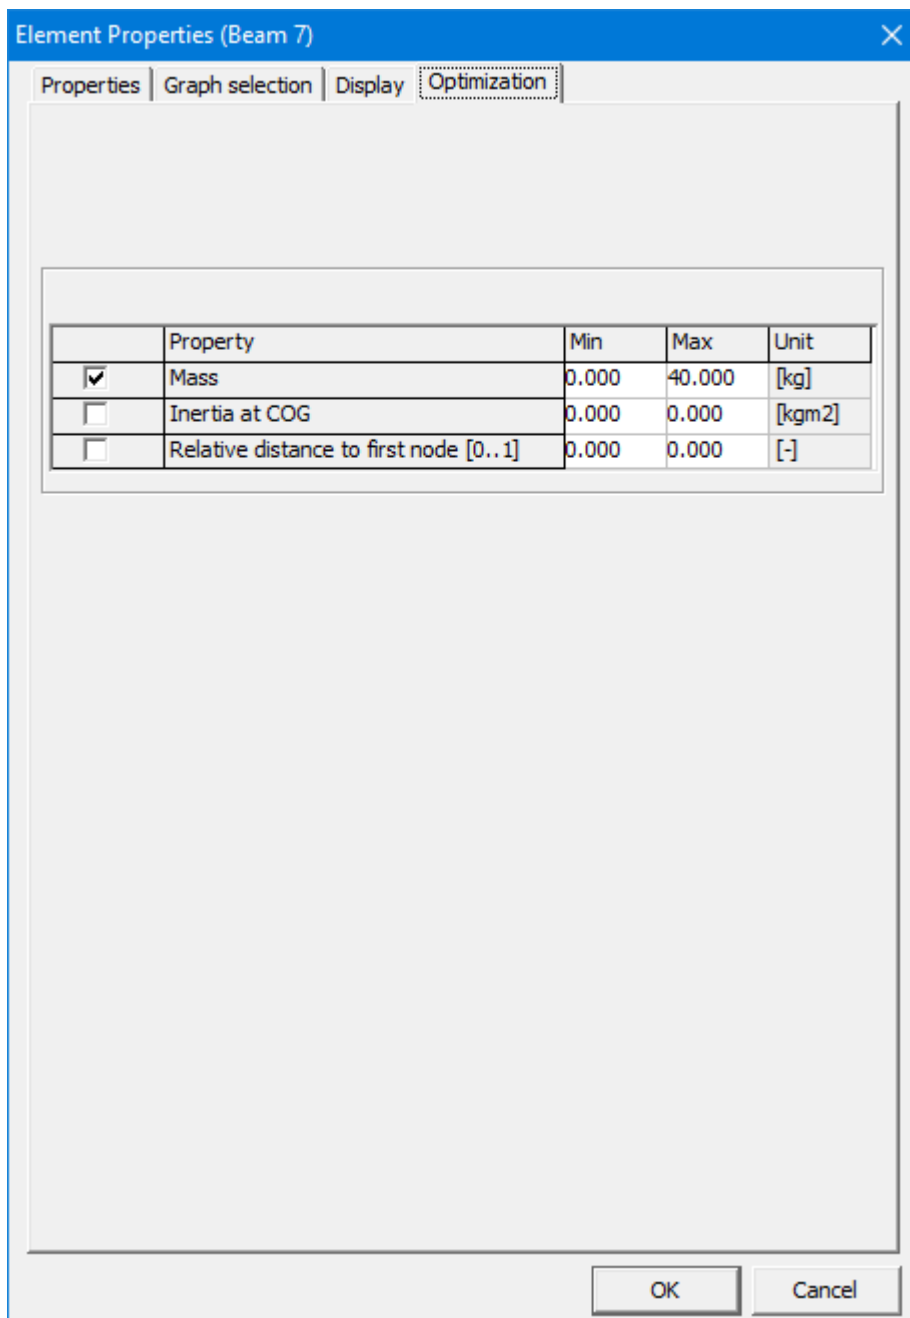 Element Properties (Beam 7)
Properties Graph selection Display Optimization
Property Min Max Unit
Mass 0.000 40.000 [kg]
Inertia at COG 0.000 0.000 [kgm2]
Relative distance to first node [0..1] 0.000 0.000 [-]
OK Cancel